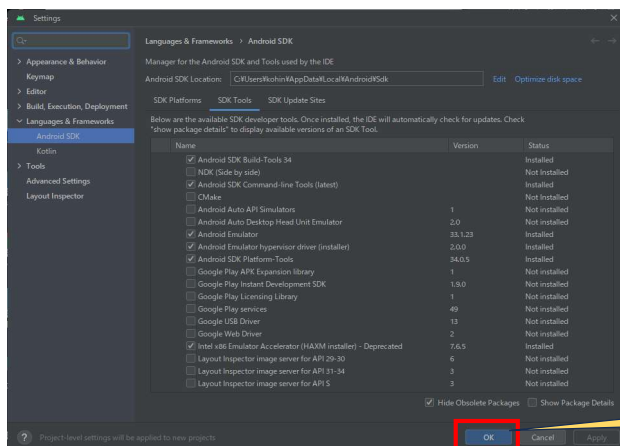 Settings
Languages & Frameworks > Android SDK
Appearance & Behavior
Keymap
Editor
Build, Execution, Deployment
Languages & Frameworks
Android SDK
Kotlin
Tools
Advanced Settings
Layout Inspector
Manager for the Android SDK and Tools used by the IDE
Android SDK Location: C:¥Users¥kohin¥AppData¥Local¥Android¥Sdk Edit Optimize disk space
SDK Platforms SDK Tools SDK Update Sites
Below are the available SDK developer tools. Once installed, the IDE will automatically check for updates. Check
"show package details" to display available versions of an SDK Tool.
Name Version Status
Android SDK Build-Tools 34 Installed
NDK (Side by side) Not Installed
Android SDK Command-line Tools (latest) Installed
CMake Not Installed
Android Auto API Simulators 1 Not installed
Android Auto Desktop Head Unit Emulator 2.0 Not installed
Android Emulator 33.1.23 Installed
Android Emulator hypervisor driver (installer) 2.0.0 Installed
Android SDK Platform-Tools 34.0.5 Installed
Google Play APK Expansion library 1 Not installed
Google Play Instant Development SDK 1.9.0 Not installed
Google Play Licensing Library 1 Not installed
Google Play services 49 Not installed
Google USB Driver 13 Not installed
Google Web Driver 2 Not installed
Intel x86 Emulator Accelerator (HAXM installer) - Deprecated 7.6.5 Installed
Layout Inspector image server for API 29-30 6 Not installed
Layout Inspector image server for API 31-34 3 Not installed
Layout Inspector image server for API S 3 Not installed
Hide Obsolete Packages Show Package Details
? Project-level settings will be applied to new projects
OK Cancel Apply